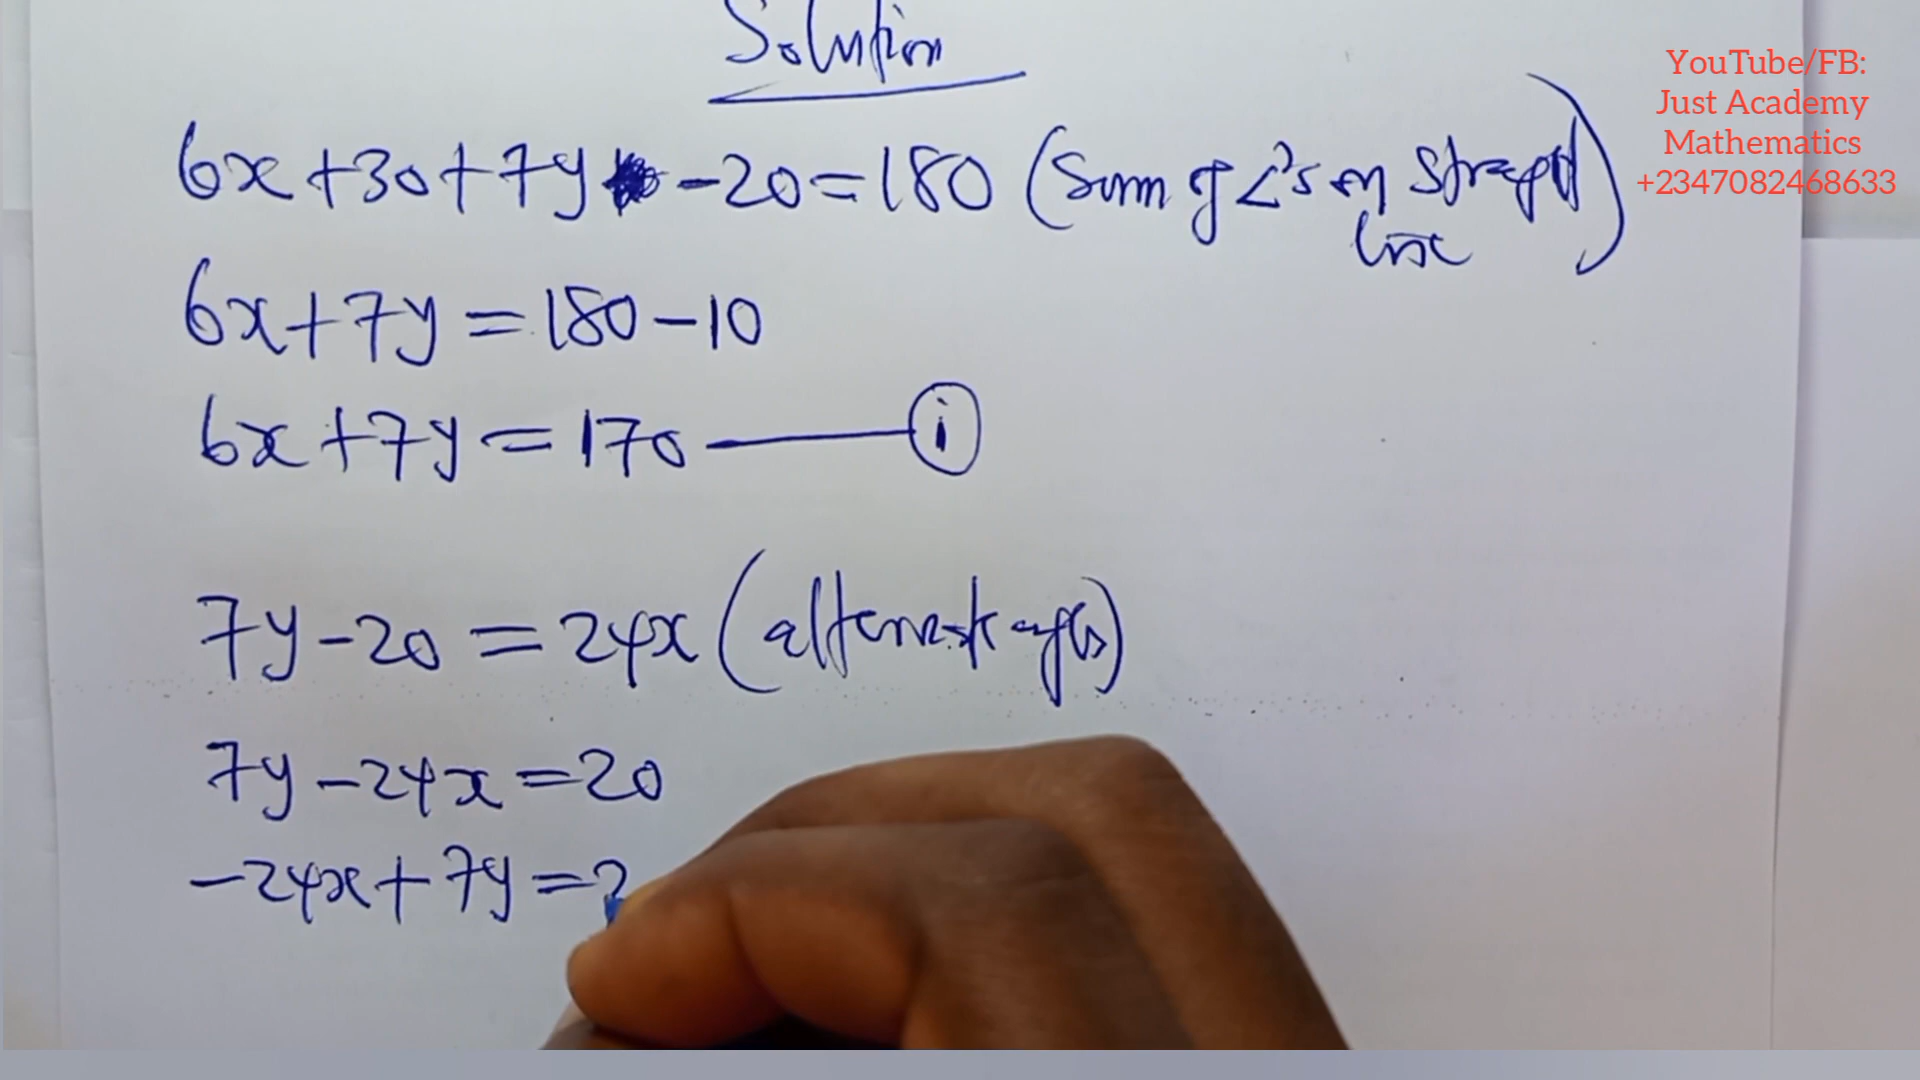 Solution
YouTube/FB:
Just Academy
Mathematics
+2347082468633
6x+30+7y -20=180 (Sum of <'s on straight
line)
6x+7y=180-10
6x+7y=170 i
7y-20=24x (alternate angles)
7y-24x=20
-24x+7y=2